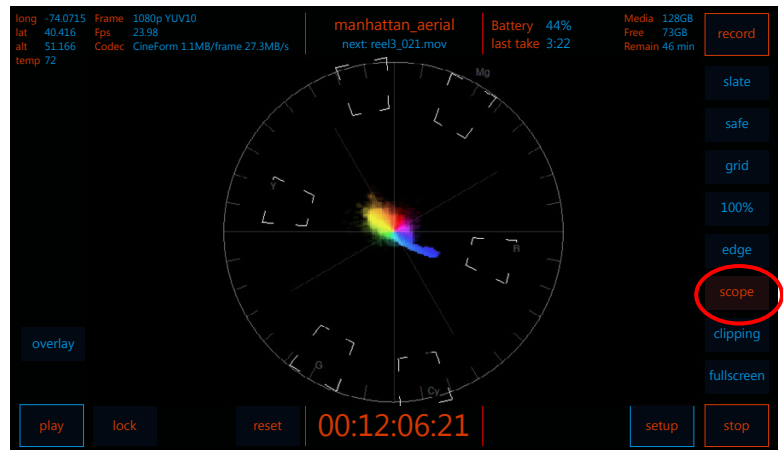 long -74.0715
lat 40.416
alt 51.166
temp 72
Frame 1080p YUV10
Fps 23.98
Codec CineForm 1.1MB/frame 27.3MB/s
manhattan_aerial
next: reel3_021.mov
Battery 44%
last take 3:22
Media 128GB
Free 73GB
Remain 46 min
record
slate
safe
grid
100%
edge
scope
clipping
fullscreen
Mg
Y
R
G
Cy
overlay
play
lock
reset
00:12:06:21
setup
stop